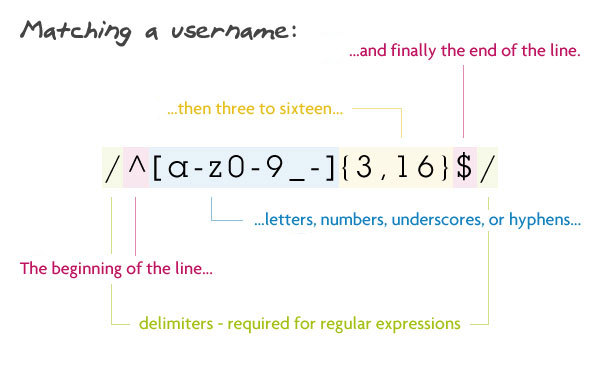 Matching a username:
...and finally the end of the line.
...then three to sixteen...
/^[a-z0-9_-]{3,16}$/
...letters, numbers, underscores, or hyphens...
The beginning of the line...
delimiters - required for regular expressions